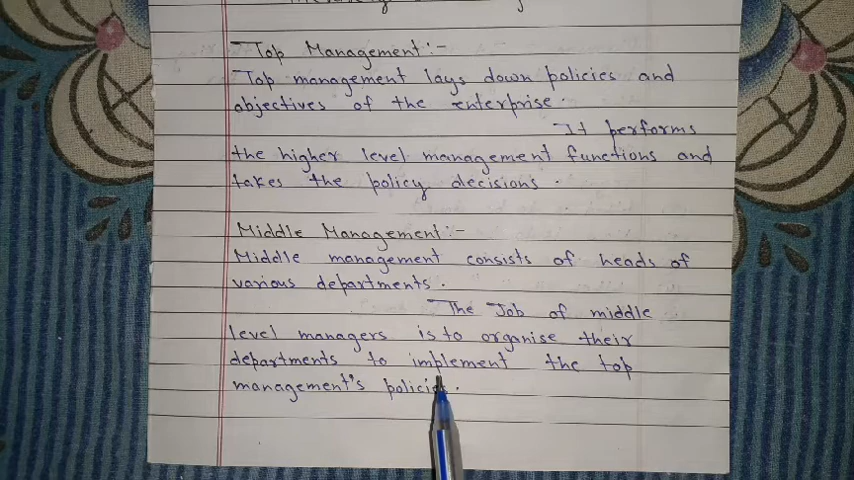 Top Management:-
Top management lays down policies and
objectives of the enterprise.
It performs
the higher level management functions and
takes the policy decisions.
Middle Management:-
Middle management consists of heads of
various departments.
The Job of middle
level managers is to organise their
departments to implement the top
management's policies.